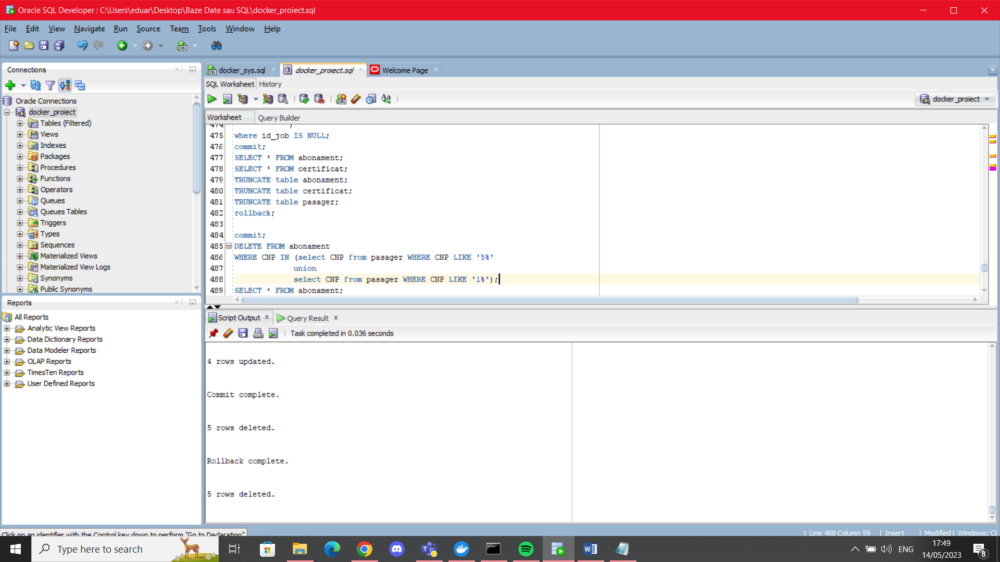 Oracle SQL Developer : C:\Users\eduar\Desktop\Baze Date sau SQL\docker_proiect.sql
File Edit View Navigate Run Source Team Tools Window Help
Connections
Oracle Connections
docker_proiect
Tables (Filtered)
Views
Indexes
Packages
Procedures
Functions
Operators
Queues
Queues Tables
Triggers
Types
Sequences
Materialized Views
Materialized View Logs
Synonyms
Public Synonyms
Reports
All Reports
Analytic View Reports
Data Dictionary Reports
Data Modeler Reports
OLAP Reports
TimesTen Reports
User Defined Reports
docker_sys.sql docker_proiect.sql Welcome Page
SQL Worksheet History
docker_proiect
Worksheet Query Builder
474 )
475 where id_job IS NULL;
476 commit;
477 SELECT * FROM abonament;
478 SELECT * FROM certificat;
479 TRUNCATE table abonament;
480 TRUNCATE table certificat;
481 TRUNCATE table pasager;
482 rollback;
483
484 commit;
485 DELETE FROM abonament
486 WHERE CNP IN (select CNP from pasager WHERE CNP LIKE '5%'
487 union
488 select CNP from pasager WHERE CNP LIKE '1%');
489 SELECT * FROM abonament;
Script Output Query Result
Task completed in 0.036 seconds
4 rows updated.
Commit complete.
5 rows deleted.
Rollback complete.
5 rows deleted.
Click on an identifier with the Control key down to perform "Go to Declaration"
Line 488 Column 59 Insert Modified Windows: CF
Type here to search
ENG
17:49
14/05/2023
8